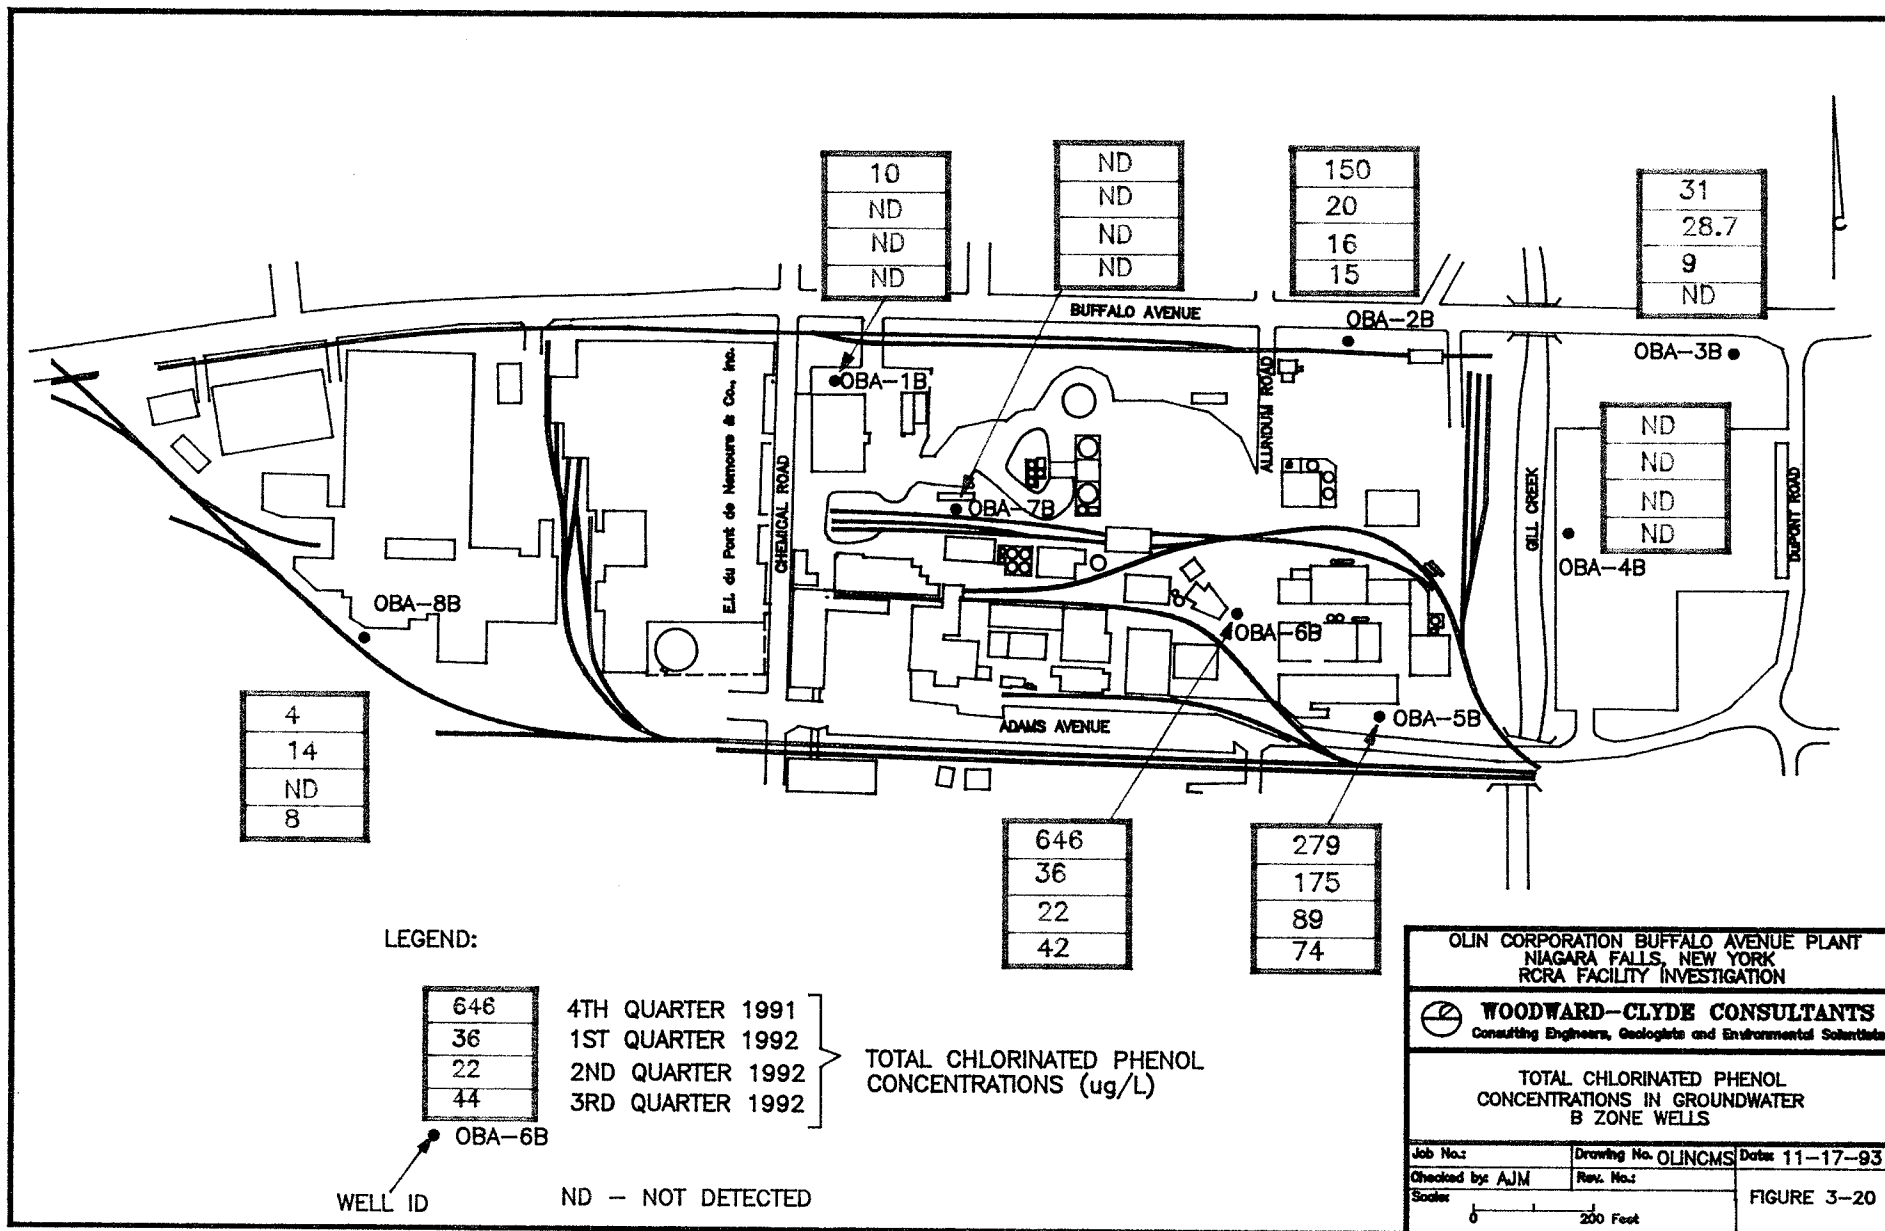 10
ND
ND
ND
ND
ND
ND
ND
150
20
16
15
31
28.7
9
ND
BUFFALO AVENUE
OBA-2B
OBA-3B
OBA-1B
E.I. du Pont de Nemours & Co., Inc.
CHEMICAL ROAD
ALUNDUM ROAD
GILL CREEK
DUPONT ROAD
ND
ND
ND
ND
OBA-7B
OBA-4B
OBA-8B
OBA-6B
OBA-5B
ADAMS AVENUE
4
14
ND
8
646
36
22
42
279
175
89
74
LEGEND:
646 4TH QUARTER 1991
36 1ST QUARTER 1992
22 2ND QUARTER 1992
44 3RD QUARTER 1992
TOTAL CHLORINATED PHENOL
CONCENTRATIONS (ug/L)
OBA-6B
WELL ID
ND - NOT DETECTED
OLIN CORPORATION BUFFALO AVENUE PLANT
NIAGARA FALLS, NEW YORK
RCRA FACILITY INVESTIGATION
WOODWARD-CLYDE CONSULTANTS
Consulting Engineers, Geologists and Environmental Scientists
TOTAL CHLORINATED PHENOL
CONCENTRATIONS IN GROUNDWATER
B ZONE WELLS
Job No.: Drawing No. OLINCMS Date: 11-17-93
Checked by: AJM Rev. No.:
Scale: 0 200 Feet
FIGURE 3-20